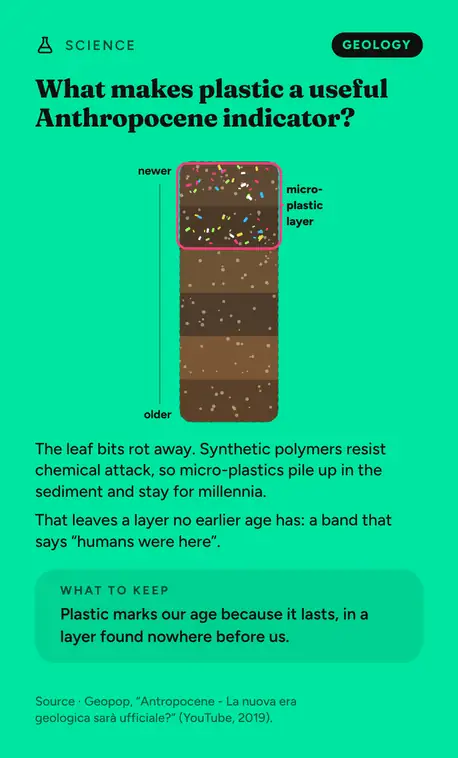 SCIENCE
GEOLOGY
What makes plastic a useful
Anthropocene indicator?
newer
micro-
plastic
layer
older
The leaf bits rot away. Synthetic polymers resist
chemical attack, so micro-plastics pile up in the
sediment and stay for millennia.
That leaves a layer no earlier age has: a band that
says “humans were here”.
WHAT TO KEEP
Plastic marks our age because it lasts, in a
layer found nowhere before us.
Source · Geopop, “Antropocene - La nuova era
geologica sarà ufficiale?” (YouTube, 2019).